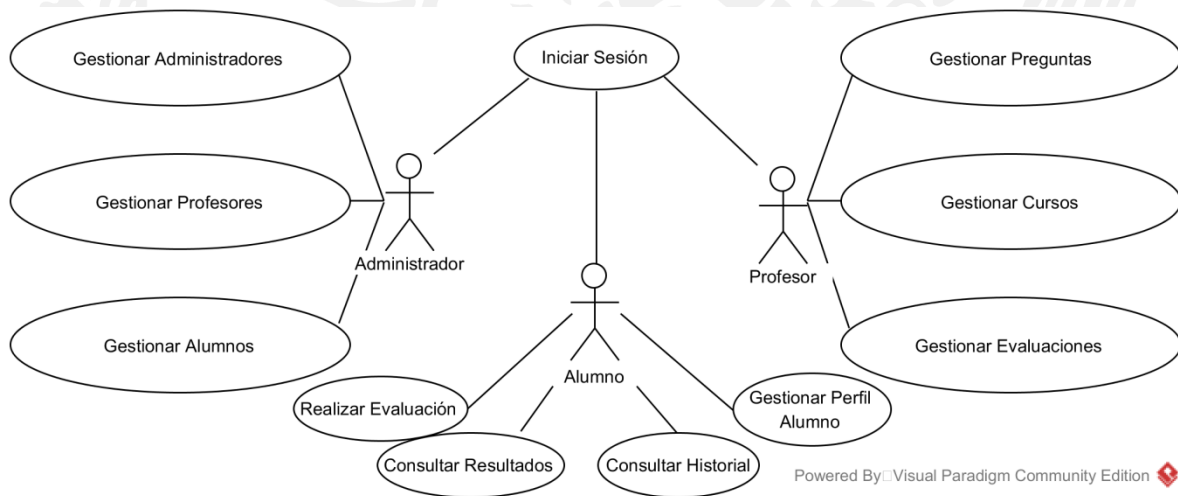 Gestionar Administradores
Iniciar Sesión
Gestionar Preguntas
Gestionar Profesores
Gestionar Cursos
Administrador
Profesor
Gestionar Alumnos
Gestionar Evaluaciones
Alumno
Realizar Evaluación
Gestionar Perfil
Alumno
Consultar Resultados
Consultar Historial
Powered By Visual Paradigm Community Edition